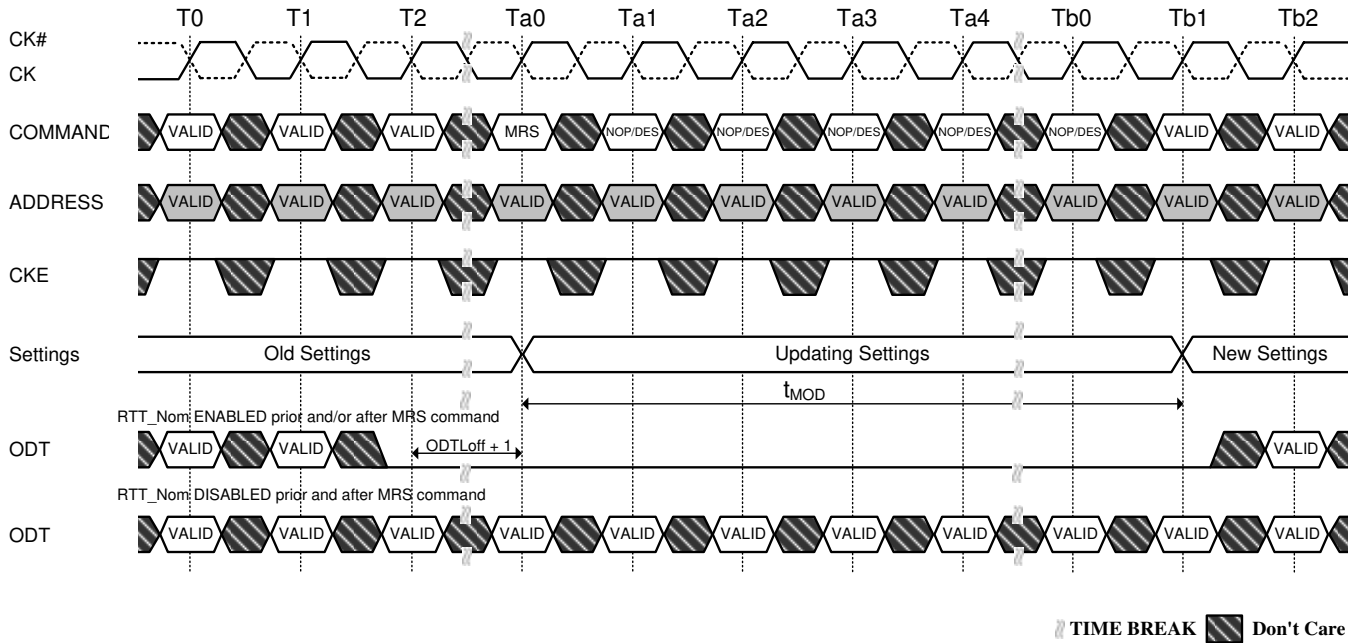 T0 T1 T2 Ta0 Ta1 Ta2 Ta3 Ta4 Tb0 Tb1 Tb2
CK#
CK
COMMAND VALID VALID VALID MRS NOP/DES NOP/DES NOP/DES NOP/DES NOP/DES VALID VALID
ADDRESS VALID VALID VALID VALID VALID VALID VALID VALID VALID VALID VALID
CKE
Settings Old Settings Updating Settings New Settings
tMOD
RTT_Nom ENABLED prior and/or after MRS command
ODT VALID VALID ODTLoff + 1 VALID
RTT_Nom DISABLED prior and after MRS command
ODT VALID VALID VALID VALID VALID VALID VALID VALID VALID VALID VALID
TIME BREAK Don't Care